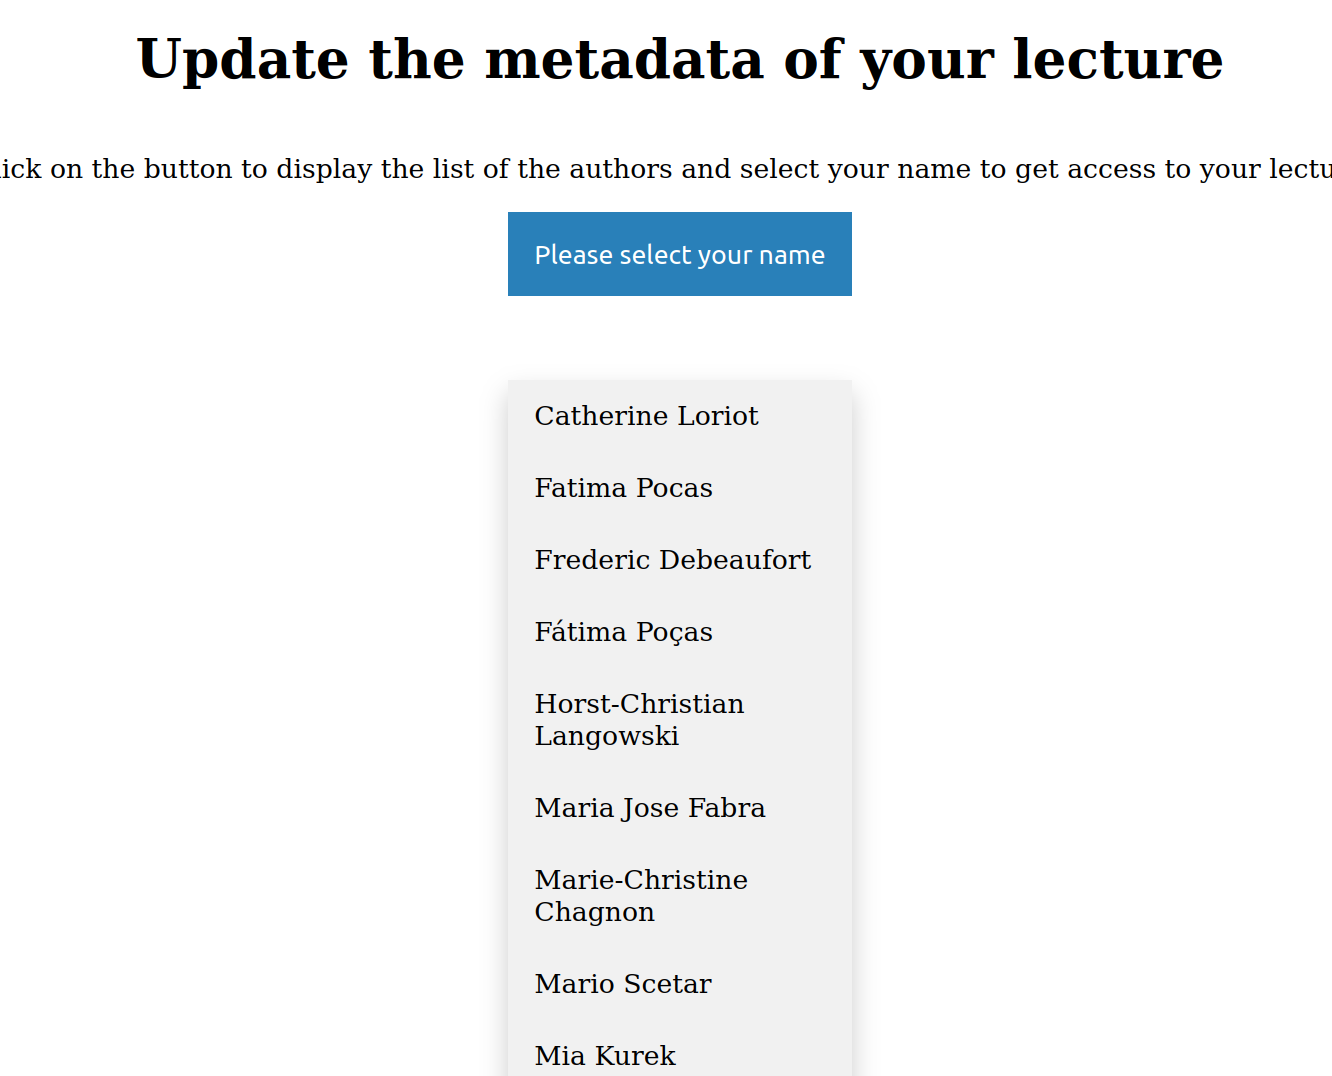 Update the metadata of your lecture
ick on the button to display the list of the authors and select your name to get access to your lectu
Please select your name
Catherine Loriot
Fatima Pocas
Frederic Debeaufort
Fátima Poças
Horst-Christian
Langowski
Maria Jose Fabra
Marie-Christine
Chagnon
Mario Scetar
Mia Kurek